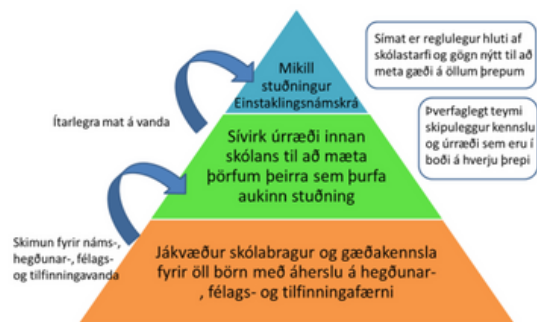 Mikill
stuðningur
Einstaklingsnámskrá
Símat er reglulegur hluti af
skólastarfi og gögn nýtt til að
meta gæði á öllum þrepum
Ítarlegra mat á vanda
Sívirk úrræði innan
skólans til að mæta
þörfum þeirra sem þurfa
aukinn stuðning
Þverfaglegt teymi
skipuleggur kennslu
og úrræði sem eru í
boði á hverju þrepi
Skimun fyrir náms-,
hegðunar-, félags-
og tilfinningavanda
Jákvæður skólabragur og gæðakennsla
fyrir öll börn með áherslu á hegðunar-
, félags- og tilfinningafærni